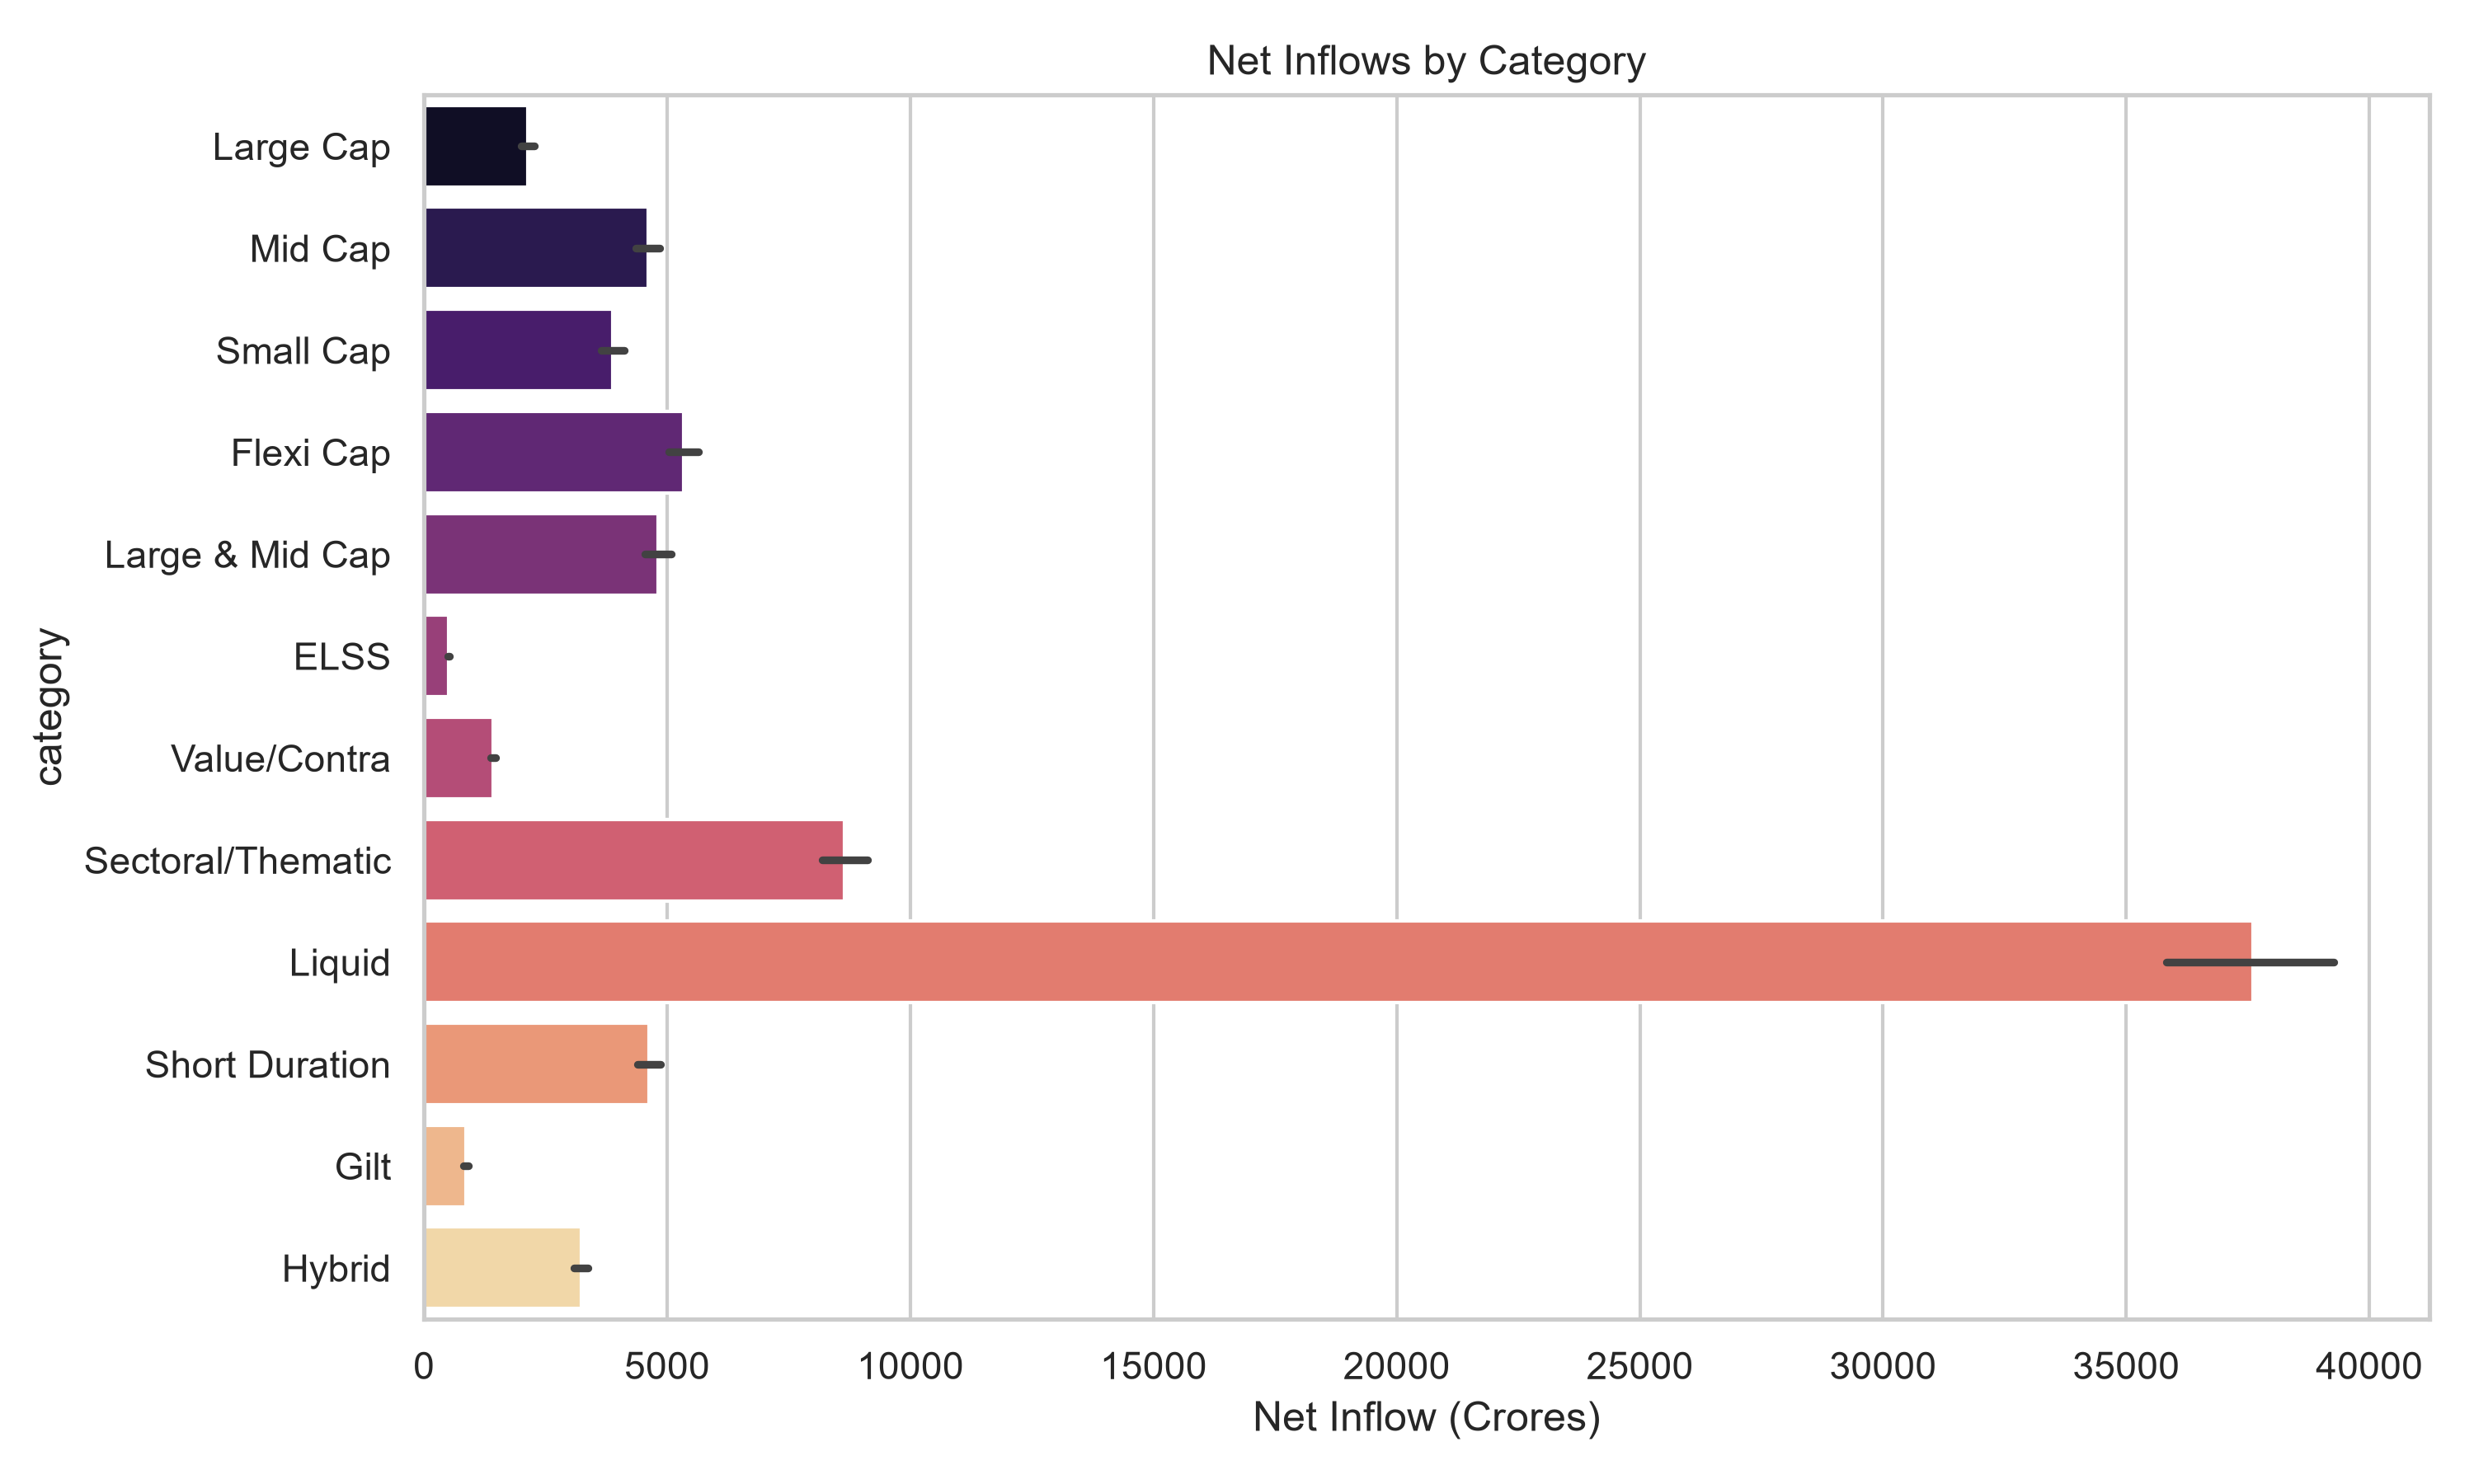 Net Inflows by Category
category
Large Cap
Mid Cap
Small Cap
Flexi Cap
Large & Mid Cap
ELSS
Value/Contra
Sectoral/Thematic
Liquid
Short Duration
Gilt
Hybrid
0 5000 10000 15000 20000 25000 30000 35000 40000
Net Inflow (Crores)